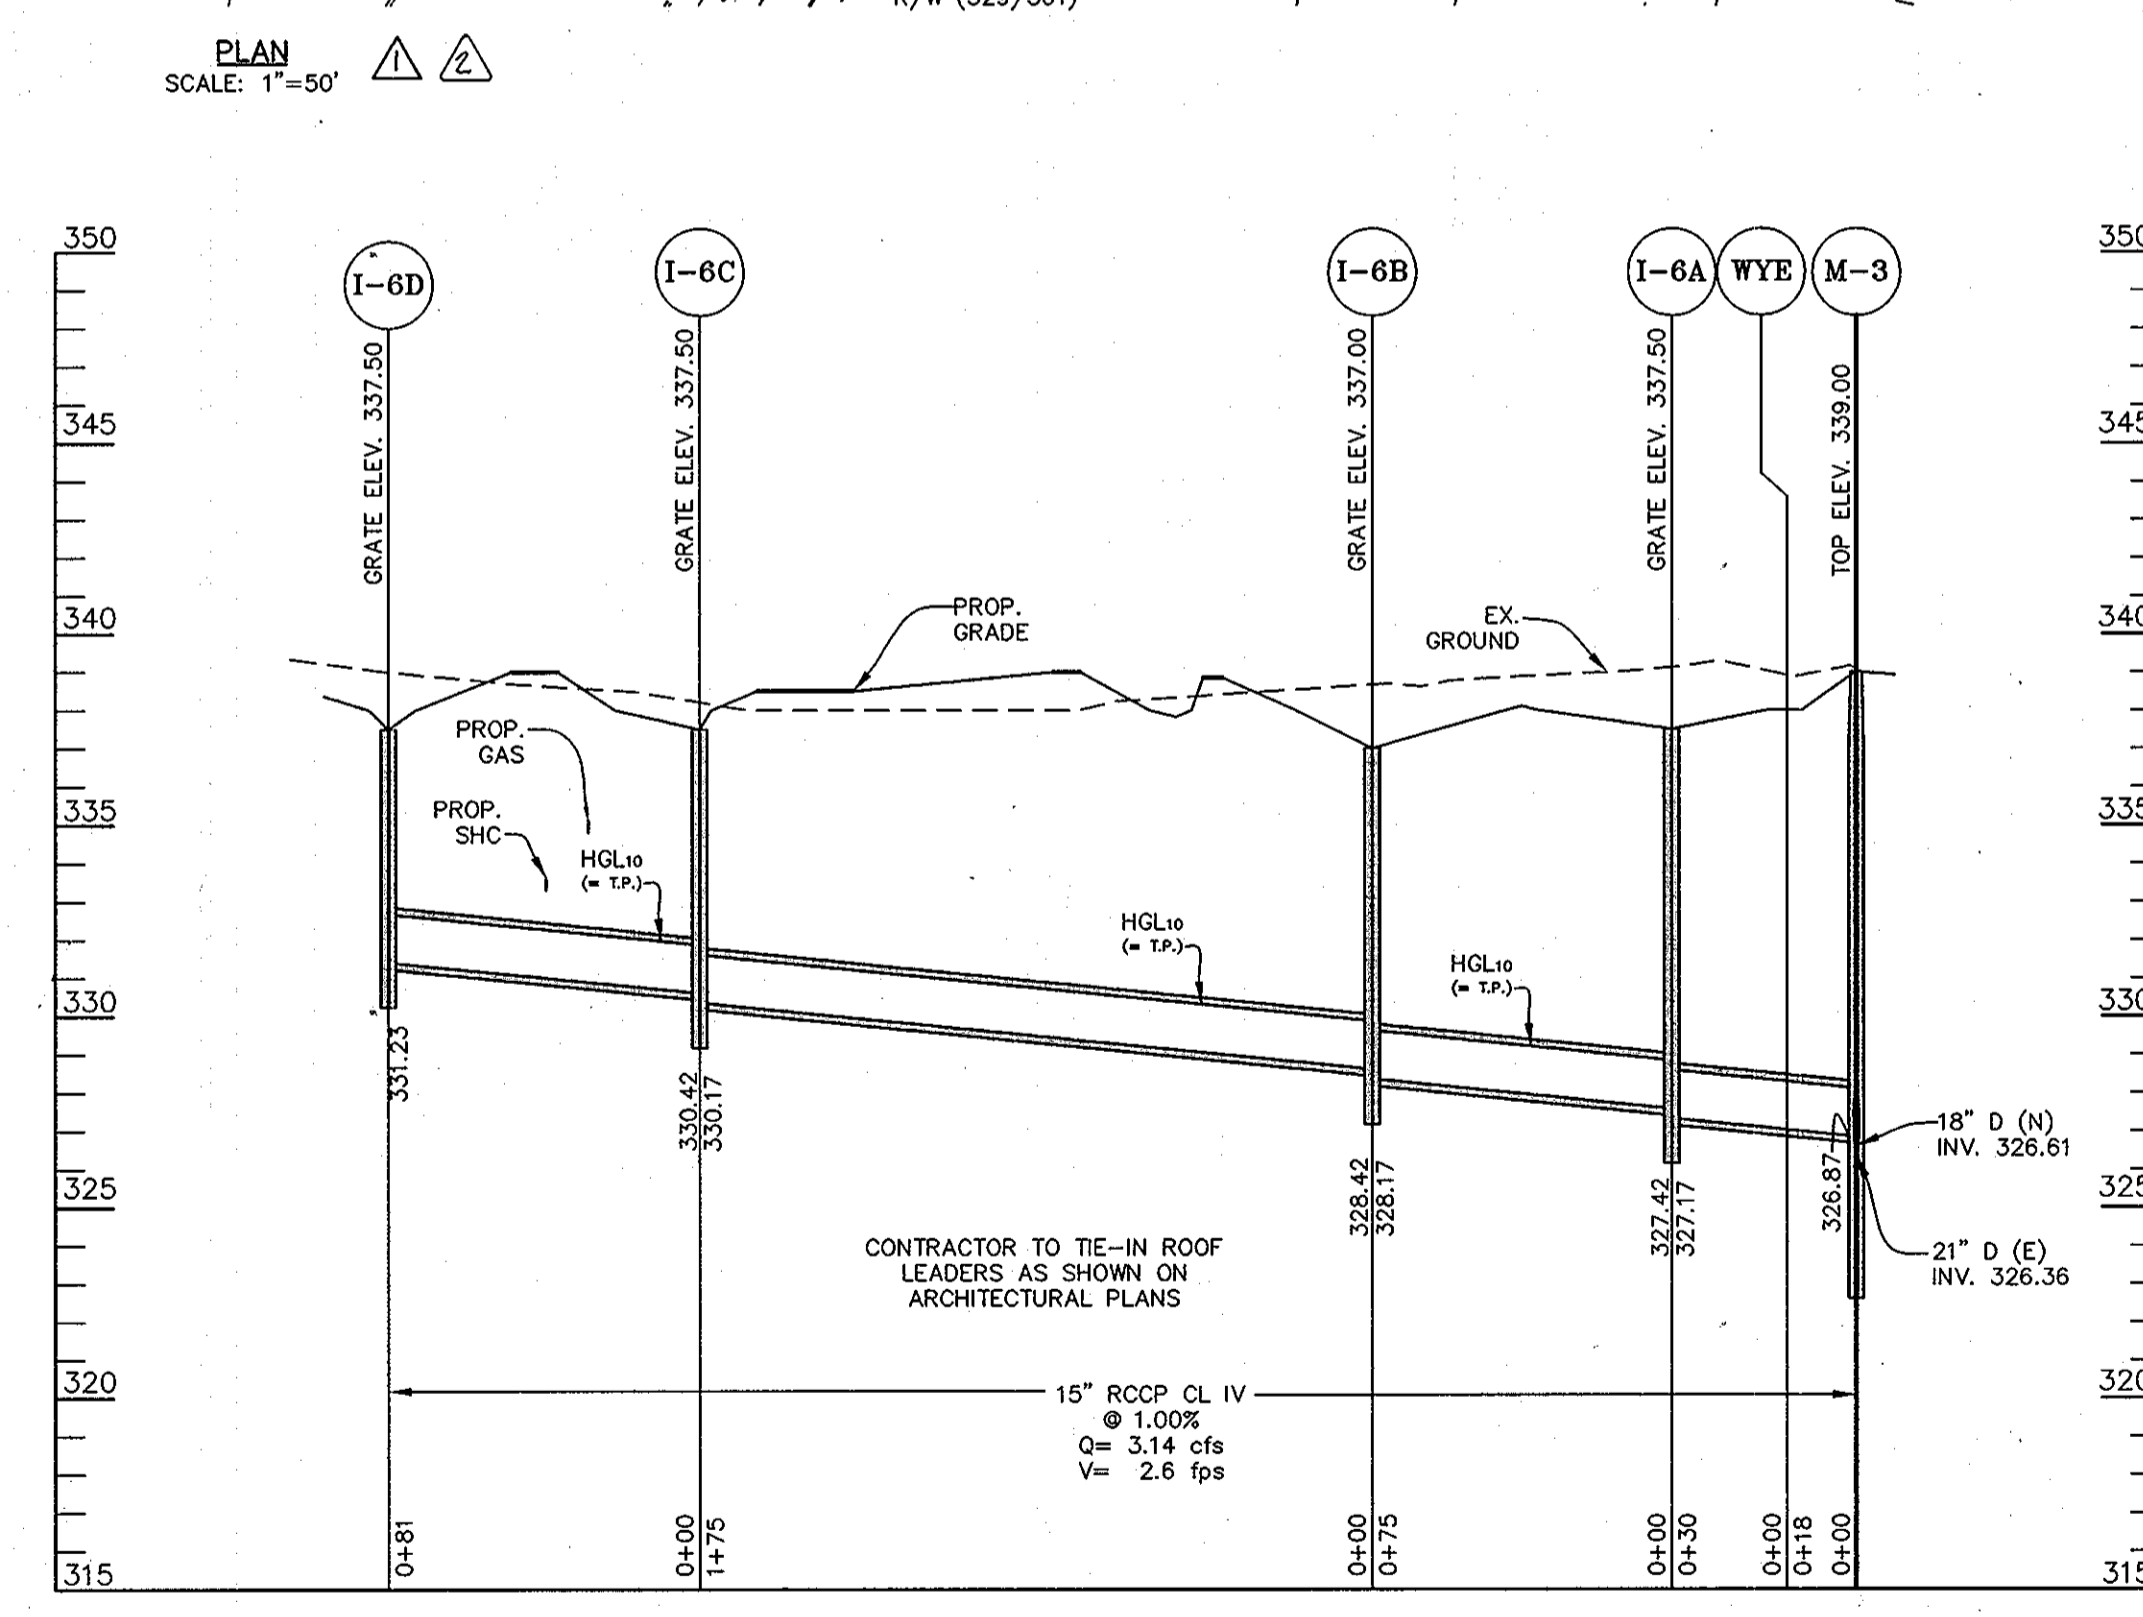 R/W (323/361)
PLAN
SCALE: 1"=50'
1
2
350
345
340
335
330
325
320
315
I-6D
I-6C
I-6B
I-6A
WYE
M-3
GRATE ELEV. 337.50
GRATE ELEV. 337.50
GRATE ELEV. 337.00
GRATE ELEV. 337.50
TOP ELEV. 339.00
PROP.
GRADE
EX.
GROUND
PROP.
GAS
PROP.
SHC
HGL10
(= T.P.)
HGL10
(= T.P.)
HGL10
(= T.P.)
331.23
330.42
330.17
328.42
328.17
327.42
327.17
326.87
18" D (N)
INV. 326.61
21" D (E)
INV. 326.36
CONTRACTOR TO TIE-IN ROOF
LEADERS AS SHOWN ON
ARCHITECTURAL PLANS
15" RCCP CL IV
@ 1.00%
Q= 3.14 cfs
V= 2.6 fps
0+81
0+00
1+75
0+00
0+75
0+00
0+30
0+00
0+18
0+00